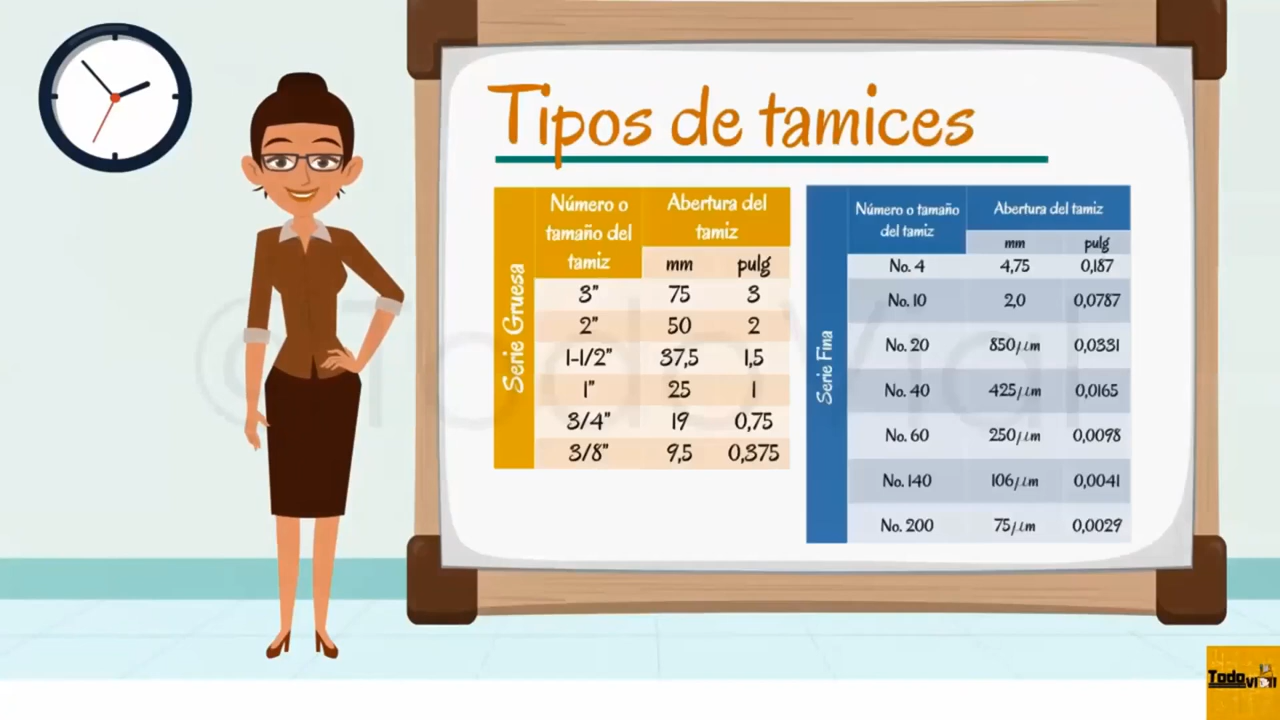 Tipos de tamices
Serie Gruesa
Número o tamaño del tamiz
Abertura del tamiz
mm pulg
3” 75 3
2” 50 2
1-1/2” 37,5 1,5
1” 25 1
3/4” 19 0,75
3/8” 9,5 0,375
Serie Fina
Número o tamaño del tamiz
Abertura del tamiz
mm pulg
No. 4 4,75 0,187
No. 10 2,0 0,0787
No. 20 850μm 0,0331
No. 40 425μm 0,0165
No. 60 250μm 0,0098
No. 140 106μm 0,0041
No. 200 75μm 0,0029
©TodoVial
Todo
VIAL